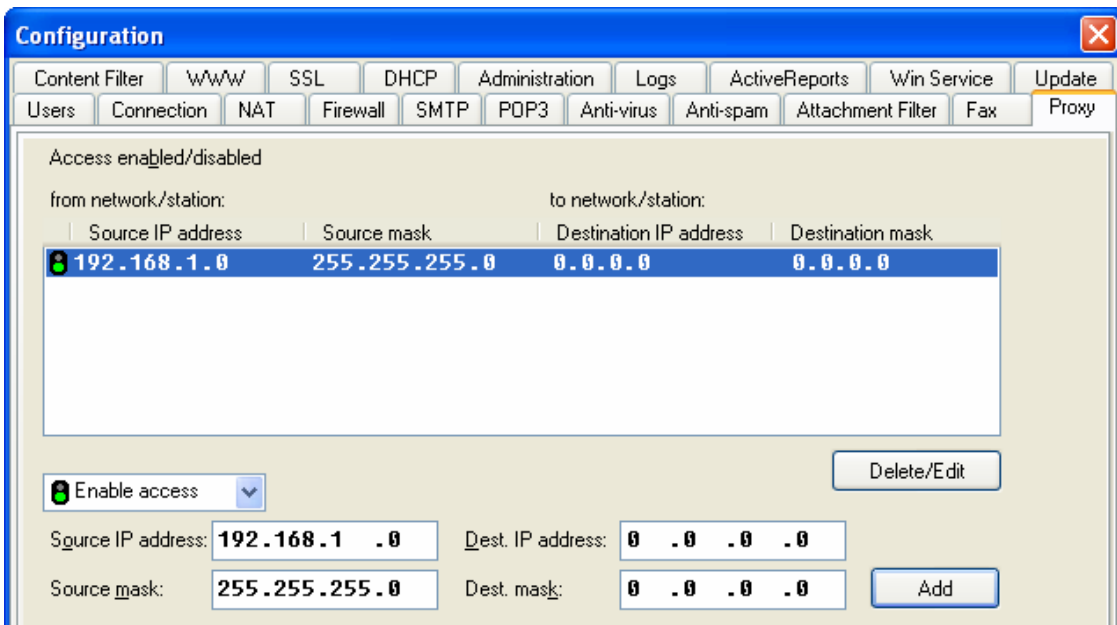 Configuration
Content Filter WWW SSL DHCP Administration Logs ActiveReports Win Service Update
Users Connection NAT Firewall SMTP POP3 Anti-virus Anti-spam Attachment Filter Fax Proxy
Access enabled/disabled
from network/station: to network/station:
Source IP address Source mask Destination IP address Destination mask
192.168.1.0 255.255.255.0 0.0.0.0 0.0.0.0
Delete/Edit
Enable access
Source IP address: 192.168.1 .0 Dest. IP address: 0 .0 .0 .0
Source mask: 255.255.255.0 Dest. mask: 0 .0 .0 .0 Add